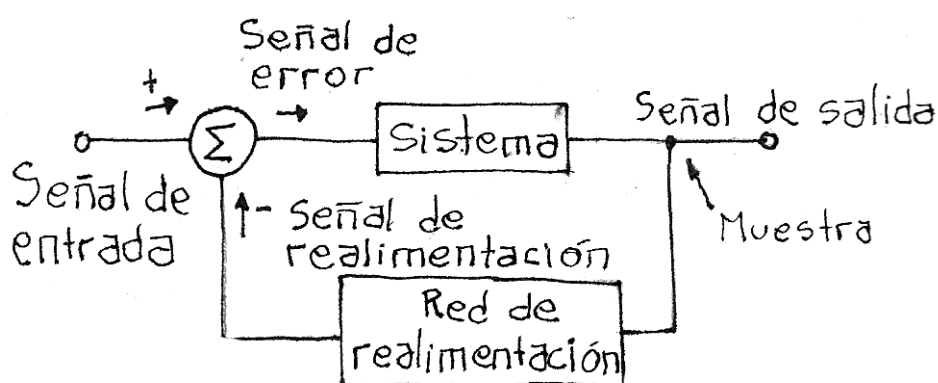 Señal de
error
+
Σ
Sistema
Señal de salida
Señal de
entrada
- Señal de
realimentación
Muestra
Red de
realimentación